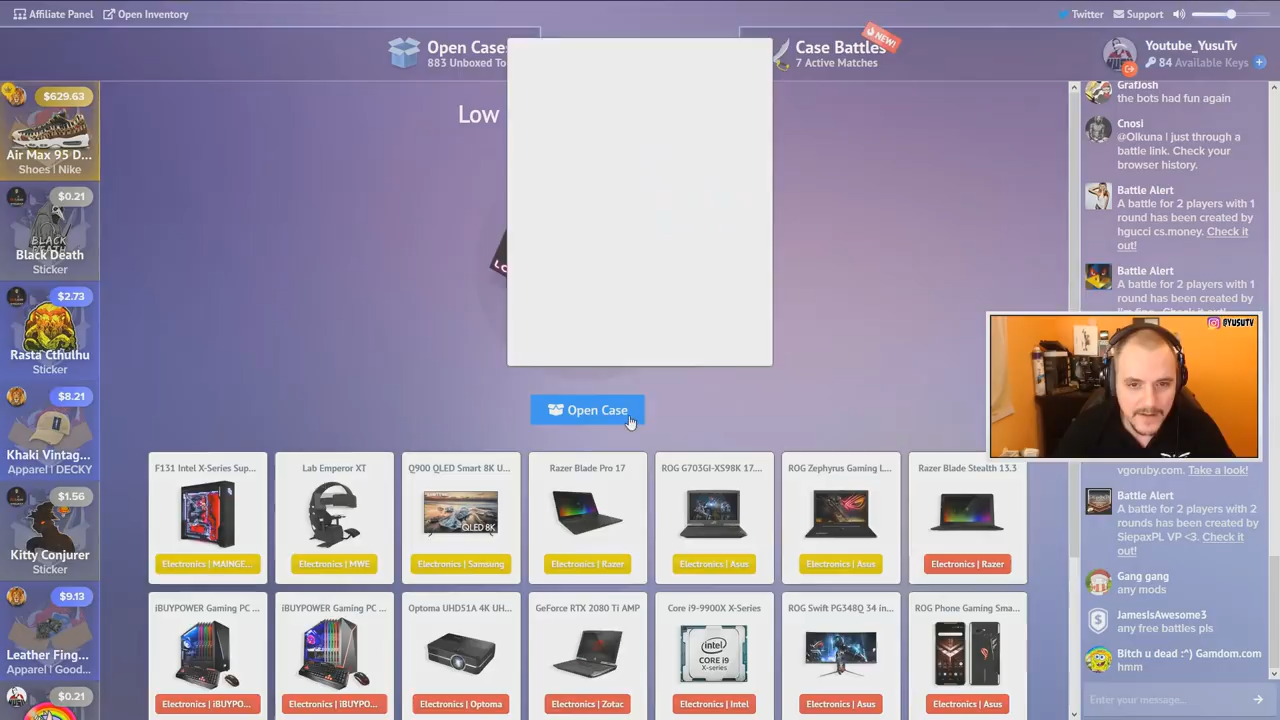 Affiliate Panel
Open Inventory
Twitter
Support
Open Cases
883 Unboxed To
NEW!
Case Battles
7 Active Matches
Youtube_YusuTv
84 Available Keys
Low
$629.63
Air Max 95 D...
Shoes | Nike
$0.21
BLACK DEATH
Black Death
Sticker
$2.73
Rasta Cthulhu
Sticker
$8.21
Khaki Vintag...
Apparel | DECKY
$1.56
Kitty Conjurer
Sticker
$9.13
Leather Fing...
Apparel | Good...
$0.21
Open Case
F131 Intel X-Series Sup...
Electronics | MAINGE...
Lab Emperor XT
Electronics | MWE
Q900 QLED Smart 8K U...
QLED 8K
Electronics | Samsung
Razer Blade Pro 17
Electronics | Razer
ROG G703GI-XS98K 17....
Electronics | Asus
ROG Zephyrus Gaming L...
Electronics | Asus
Razer Blade Stealth 13.3
Electronics | Razer
iBUYPOWER Gaming PC ...
Electronics | iBUYPO...
iBUYPOWER Gaming PC ...
Electronics | iBUYPO...
Optoma UHD51A 4K UH...
Electronics | Optoma
GeForce RTX 2080 Ti AMP
Electronics | Zotac
Core i9-9900X X-Series
intel
CORE i9
X-series
Electronics | Intel
ROG Swift PG348Q 34 in...
Electronics | Asus
ROG Phone Gaming Sma...
Electronics | Asus
GrafJosh
the bots had fun again
Cnosi
@Olkuna I just through a
battle link. Check your
browser history.
Battle Alert
A battle for 2 players with 1
round has been created by
hgucci cs.money. Check it
out!
Battle Alert
A battle for 2 players with 1
round has been created by
@YUSUTV
vgoruby.com. Take a look!
Battle Alert
A battle for 2 players with 2
rounds has been created by
SiepaxPL VP <3. Check it
out!
Gang gang
any mods
JamesIsAwesome3
any free battles pls
Bitch u dead :^) Gamdom.com
hmm
Enter your message...